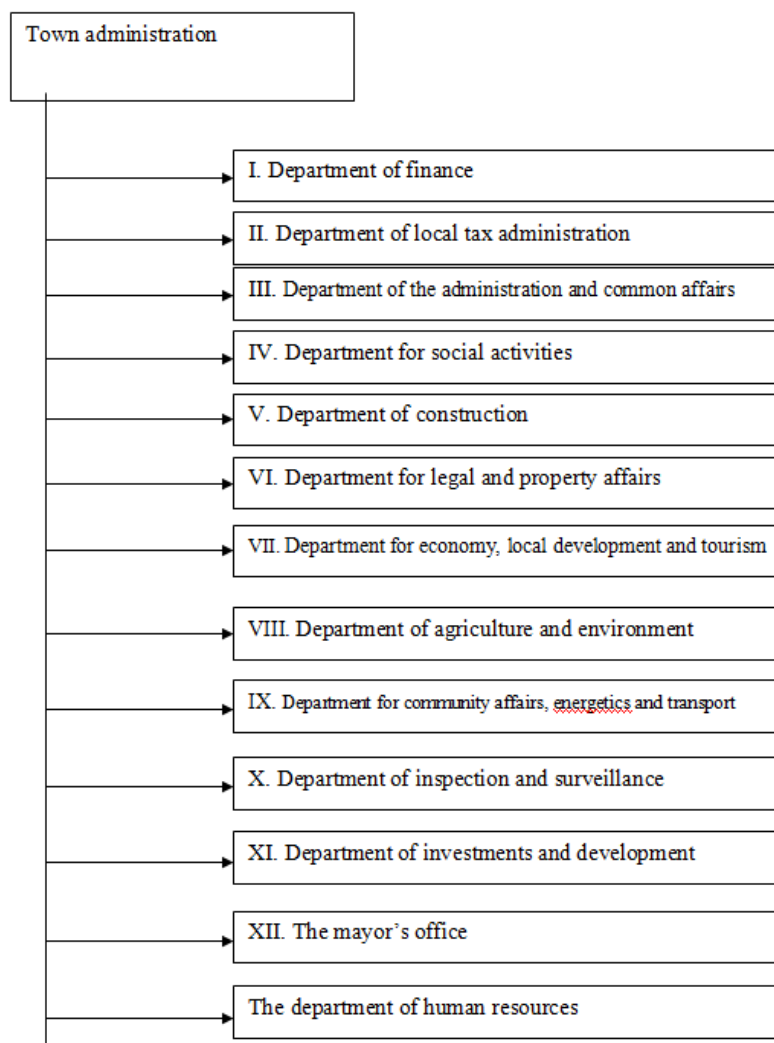 Town administration
I. Department of finance
II. Department of local tax administration
III. Department of the administration and common affairs
IV. Department for social activities
V. Department of construction
VI. Department for legal and property affairs
VII. Department for economy, local development and tourism
VIII. Department of agriculture and environment
IX. Department for community affairs, energetics and transport
X. Department of inspection and surveillance
XI. Department of investments and development
XII. The mayor’s office
The department of human resources